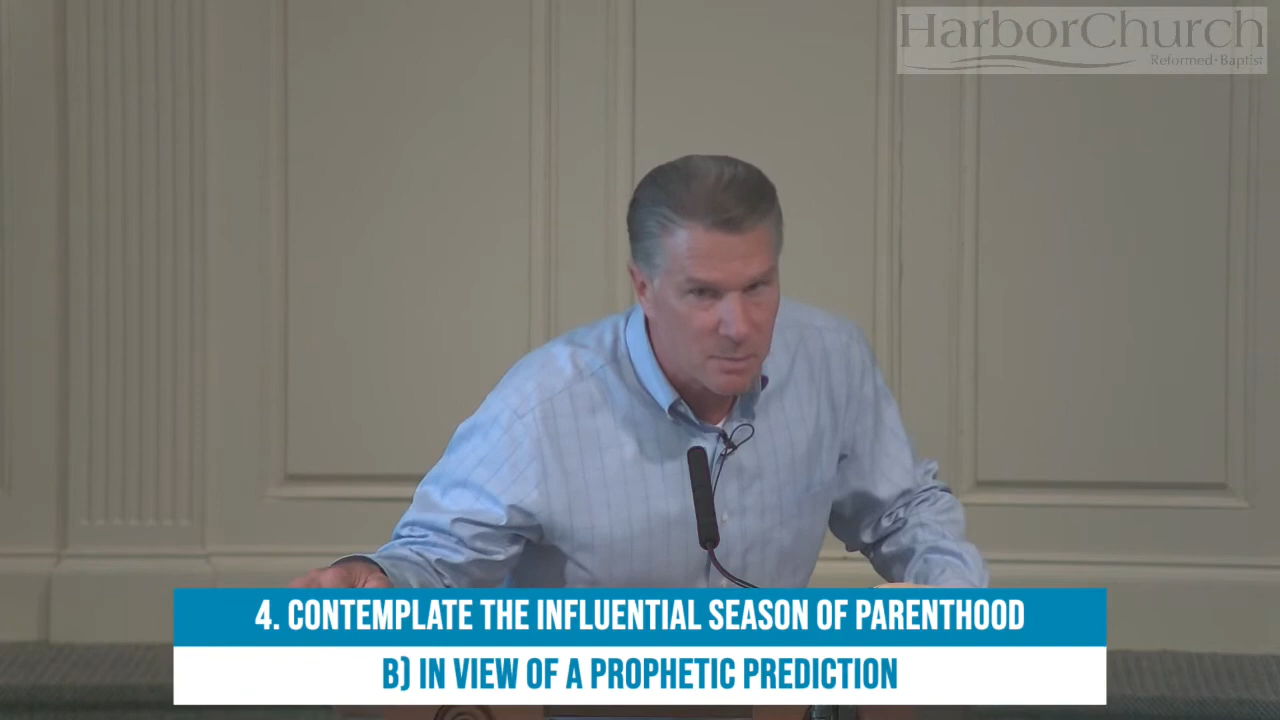 HarborChurch
Reformed·Baptist
4. CONTEMPLATE THE INFLUENTIAL SEASON OF PARENTHOOD
B) IN VIEW OF A PROPHETIC PREDICTION